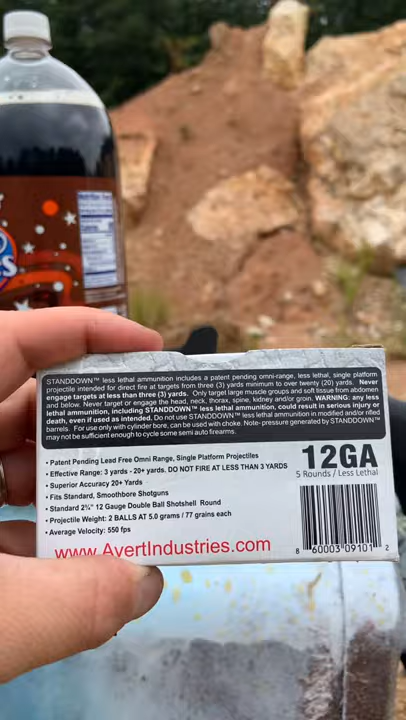 STANDDOWN™ less lethal ammunition includes a patent pending omni-range, less lethal, single platform
projectile intended for direct fire at targets from three (3) yards minimum to over twenty (20) yards. Never
engage targets at less than three (3) yards. Only target large muscle groups and soft tissue from abdomen
and below. Never target or engage the head, neck, thorax, spine, kidney and/or groin. WARNING: any less
lethal ammunition, including STANDDOWN™ less lethal ammunition, could result in serious injury or
death, even if used as intended. Do not use STANDDOWN™ less lethal ammunition in modified and/or rifled
barrels. For use only with cylinder bore, can be used with choke. Note- pressure generated by STANDDOWN™
may not be sufficient enough to cycle some semi auto firearms.
• Patent Pending Lead Free Omni Range, Single Platform Projectiles
• Effective Range: 3 yards - 20+ yards. DO NOT FIRE AT LESS THAN 3 YARDS
• Superior Accuracy 20+ Yards
• Fits Standard, Smoothbore Shotguns
• Standard 2¾" 12 Gauge Double Ball Shotshell Round
• Projectile Weight: 2 BALLS AT 5.0 grams / 77 grains each
• Average Velocity: 550 fps
www.AvertIndustries.com
12GA
5 Rounds / Less Lethal
8 60003 09101 2